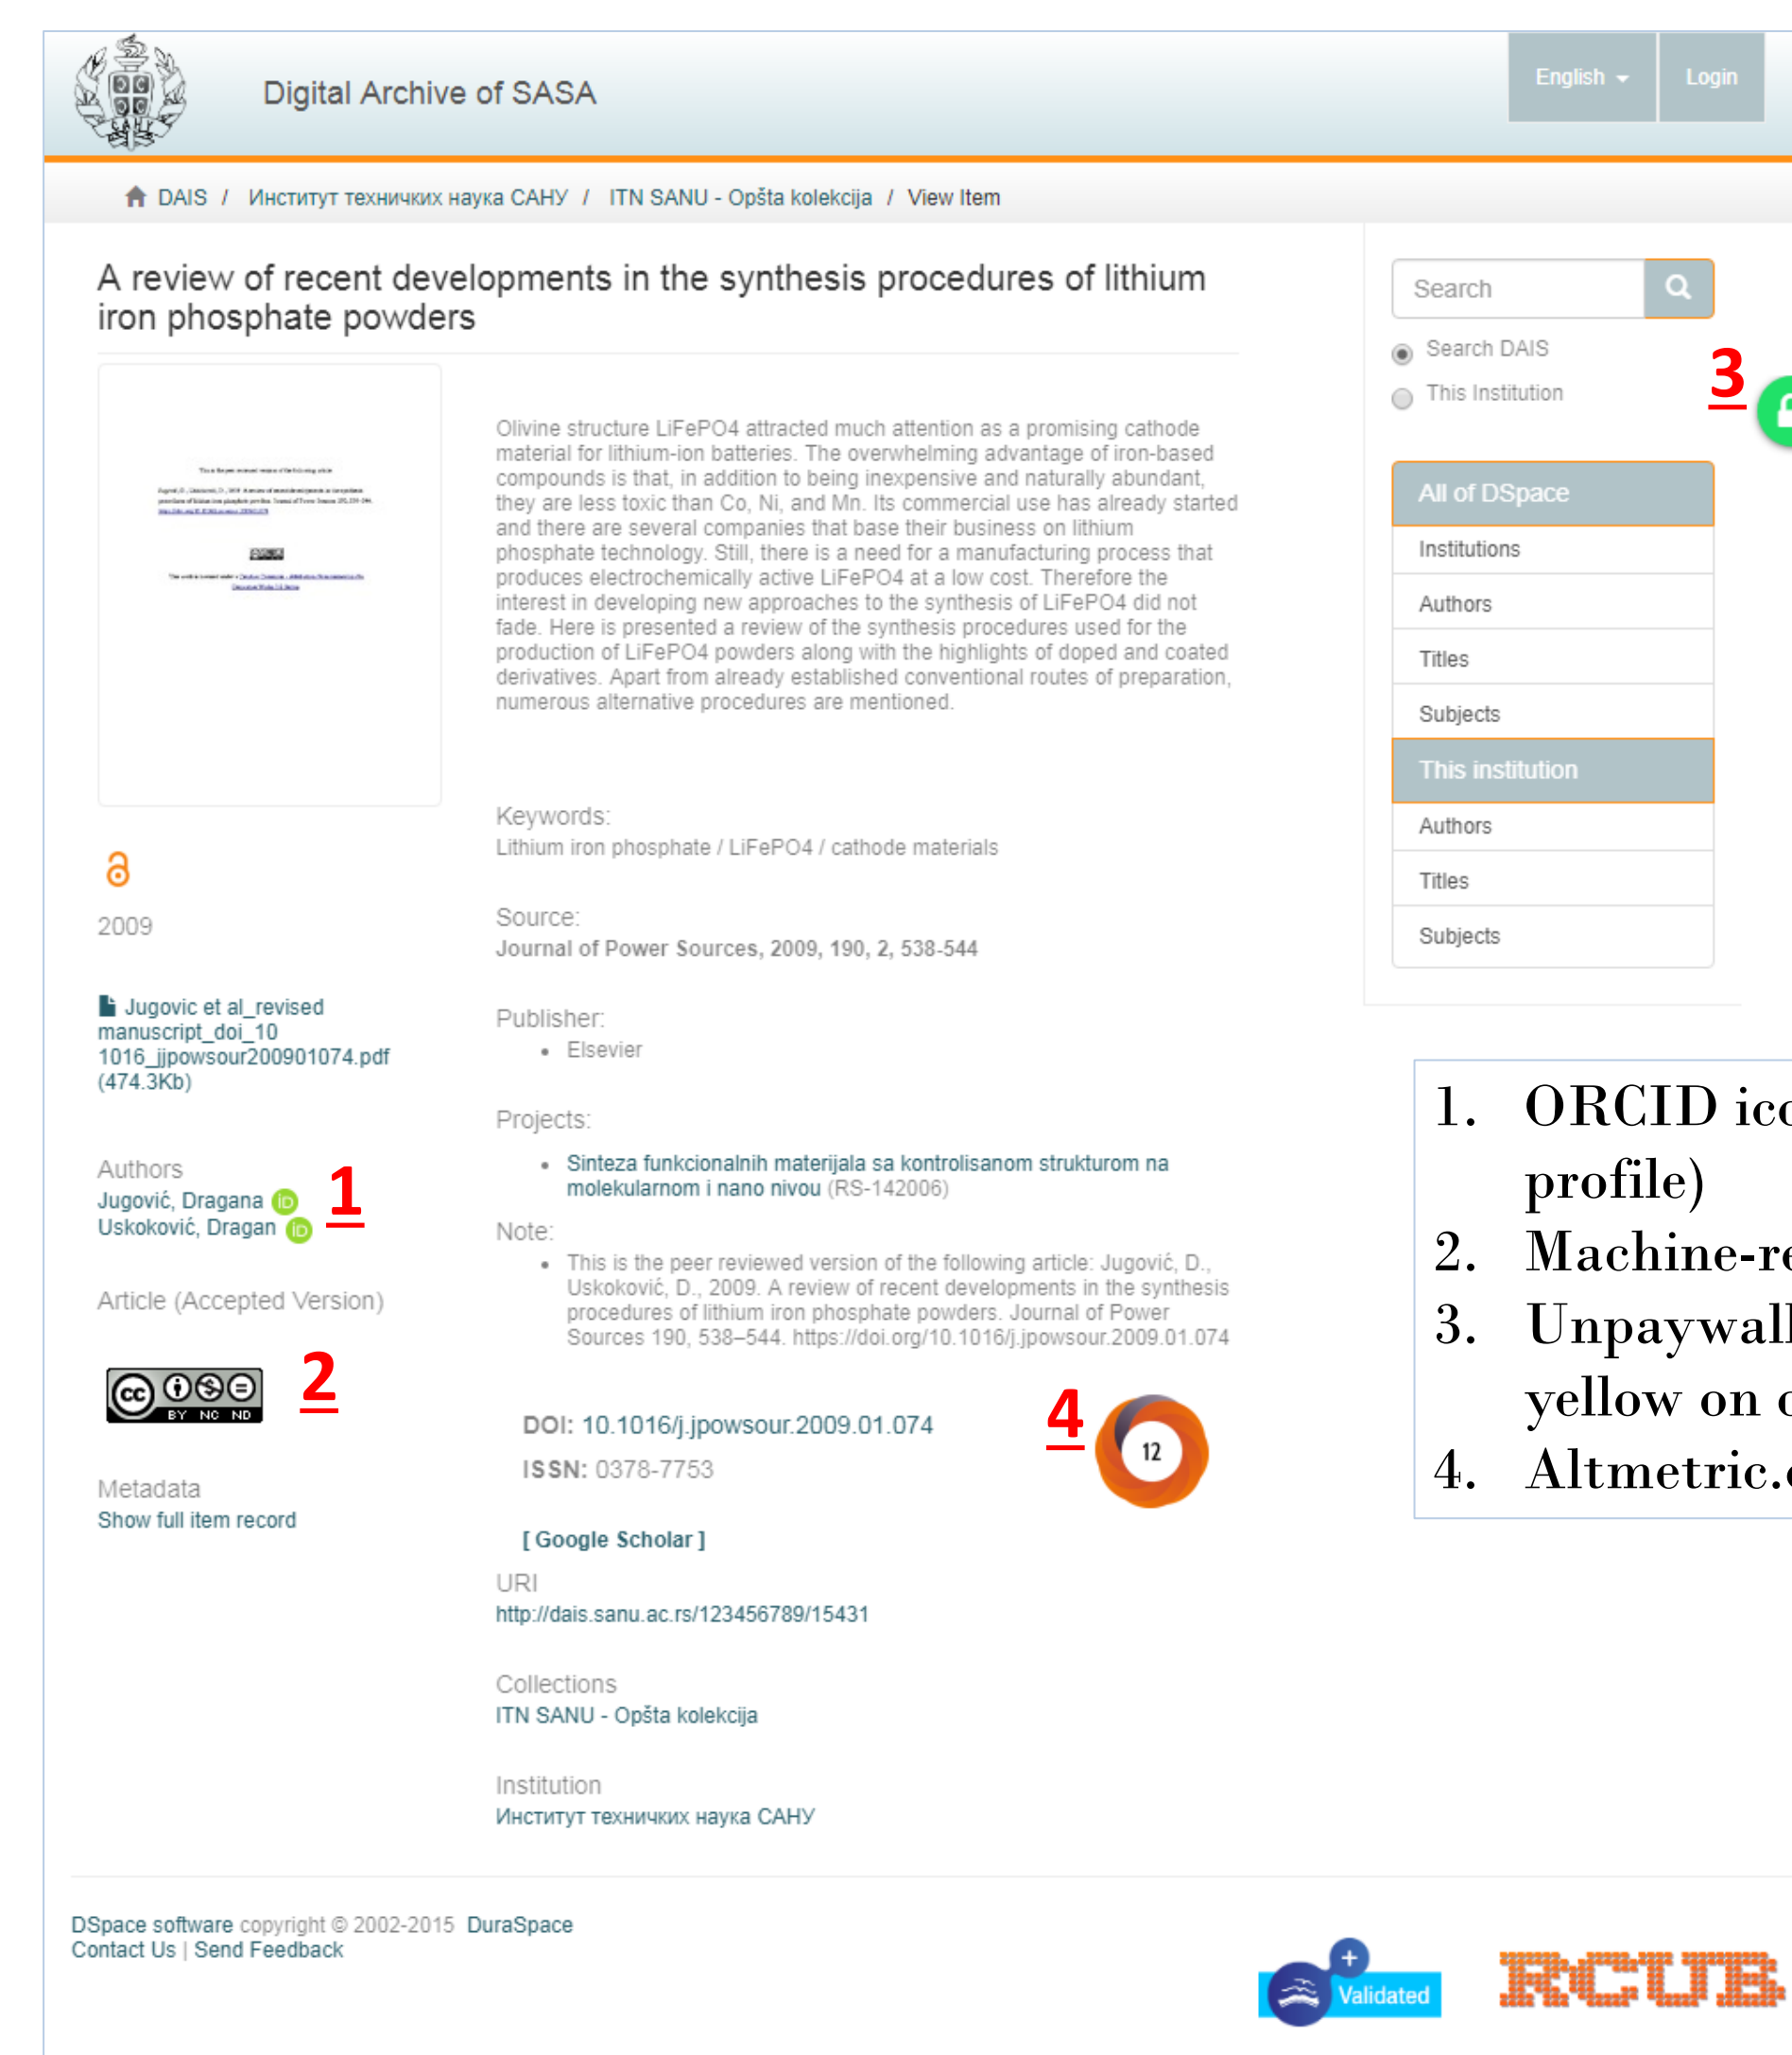 Digital Archive of SASA
English
Login
DAIS / Институт техничких наука САНУ / ITN SANU - Opšta kolekcija / View Item
A review of recent developments in the synthesis procedures of lithium
iron phosphate powders
Olivine structure LiFePO4 attracted much attention as a promising cathode
material for lithium-ion batteries. The overwhelming advantage of iron-based
compounds is that, in addition to being inexpensive and naturally abundant,
they are less toxic than Co, Ni, and Mn. Its commercial use has already started
and there are several companies that base their business on lithium
phosphate technology. Still, there is a need for a manufacturing process that
produces electrochemically active LiFePO4 at a low cost. Therefore the
interest in developing new approaches to the synthesis of LiFePO4 did not
fade. Here is presented a review of the synthesis procedures used for the
production of LiFePO4 powders along with the highlights of doped and coated
derivatives. Apart from already established conventional routes of preparation,
numerous alternative procedures are mentioned.
2009
Jugovic et al_revised
manuscript_doi_10
1016_jjpowsour200901074.pdf
(474.3Kb)
Authors
Jugović, Dragana iD
Uskoković, Dragan iD
1
Article (Accepted Version)
cc BY NC ND
2
Metadata
Show full item record
Keywords:
Lithium iron phosphate / LiFePO4 / cathode materials
Source:
Journal of Power Sources, 2009, 190, 2, 538-544
Publisher:
• Elsevier
Projects:
• Sinteza funkcionalnih materijala sa kontrolisanom strukturom na
molekularnom i nano nivou (RS-142006)
Note:
• This is the peer reviewed version of the following article: Jugović, D.,
Uskoković, D., 2009. A review of recent developments in the synthesis
procedures of lithium iron phosphate powders. Journal of Power
Sources 190, 538–544. https://doi.org/10.1016/j.jpowsour.2009.01.074
DOI: 10.1016/j.jpowsour.2009.01.074
ISSN: 0378-7753
4
12
[ Google Scholar ]
URI
http://dais.sanu.ac.rs/123456789/15431
Collections
ITN SANU - Opšta kolekcija
Institution
Институт техничких наука САНУ
Search
Search DAIS
This Institution
3
All of DSpace
Institutions
Authors
Titles
Subjects
This institution
Authors
Titles
Subjects
1. ORCID ico
profile)
2. Machine-re
3. Unpaywall
yellow on o
4. Altmetric.c
DSpace software copyright © 2002-2015 DuraSpace
Contact Us | Send Feedback
Validated
RCUB